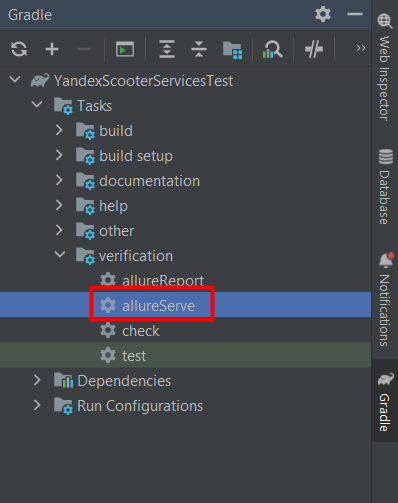 Gradle
YandexScooterServicesTest
Tasks
build
build setup
documentation
help
other
verification
allureReport
allureServe
check
test
Dependencies
Run Configurations
Web Inspector
Database
Notifications
Gradle